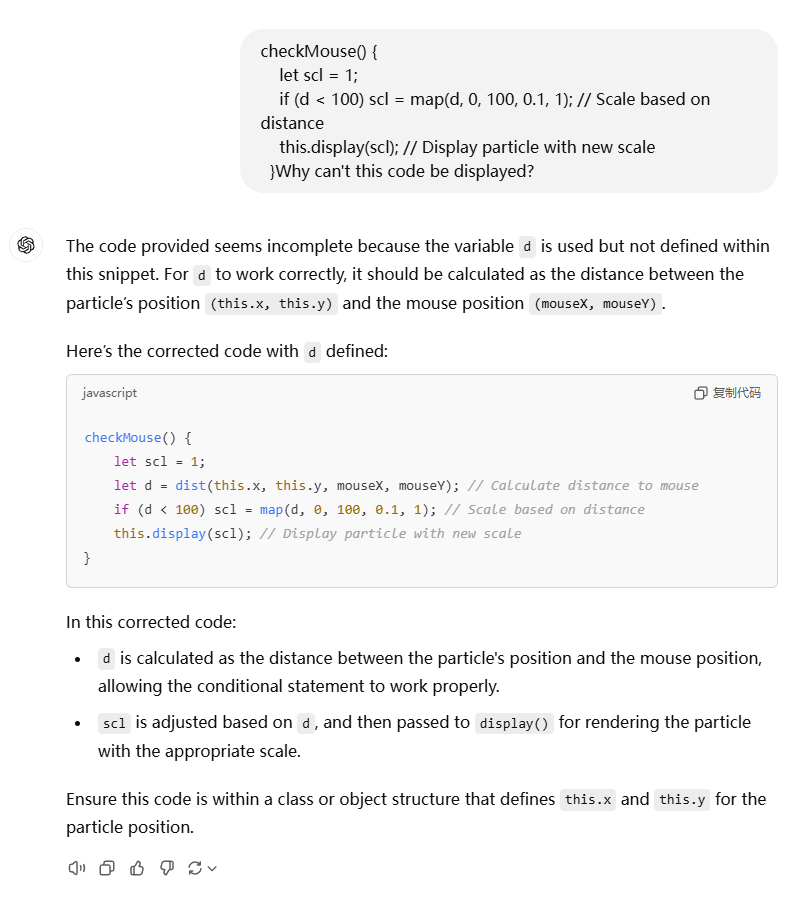 checkMouse() {
let scl = 1;
if (d < 100) scl = map(d, 0, 100, 0.1, 1); // Scale based on
distance
this.display(scl); // Display particle with new scale
}Why can't this code be displayed?
The code provided seems incomplete because the variable d is used but not defined within
this snippet. For d to work correctly, it should be calculated as the distance between the
particle's position (this.x, this.y) and the mouse position (mouseX, mouseY).
Here's the corrected code with d defined:
javascript 复制代码
checkMouse() {
let scl = 1;
let d = dist(this.x, this.y, mouseX, mouseY); // Calculate distance to mouse
if (d < 100) scl = map(d, 0, 100, 0.1, 1); // Scale based on distance
this.display(scl); // Display particle with new scale
}
In this corrected code:
• d is calculated as the distance between the particle's position and the mouse position,
allowing the conditional statement to work properly.
• scl is adjusted based on d, and then passed to display() for rendering the particle
with the appropriate scale.
Ensure this code is within a class or object structure that defines this.x and this.y for the
particle position.